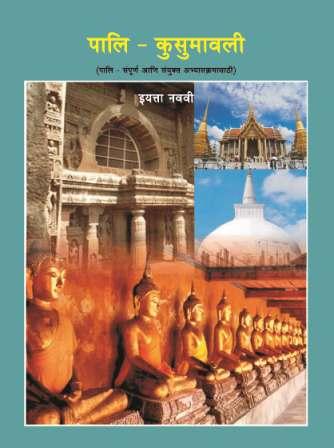 पालि - कुसुमावली
(पालि - संपूर्ण आणि संयुक्त अभ्यासक्रमासाठी)
इयत्ता नववी